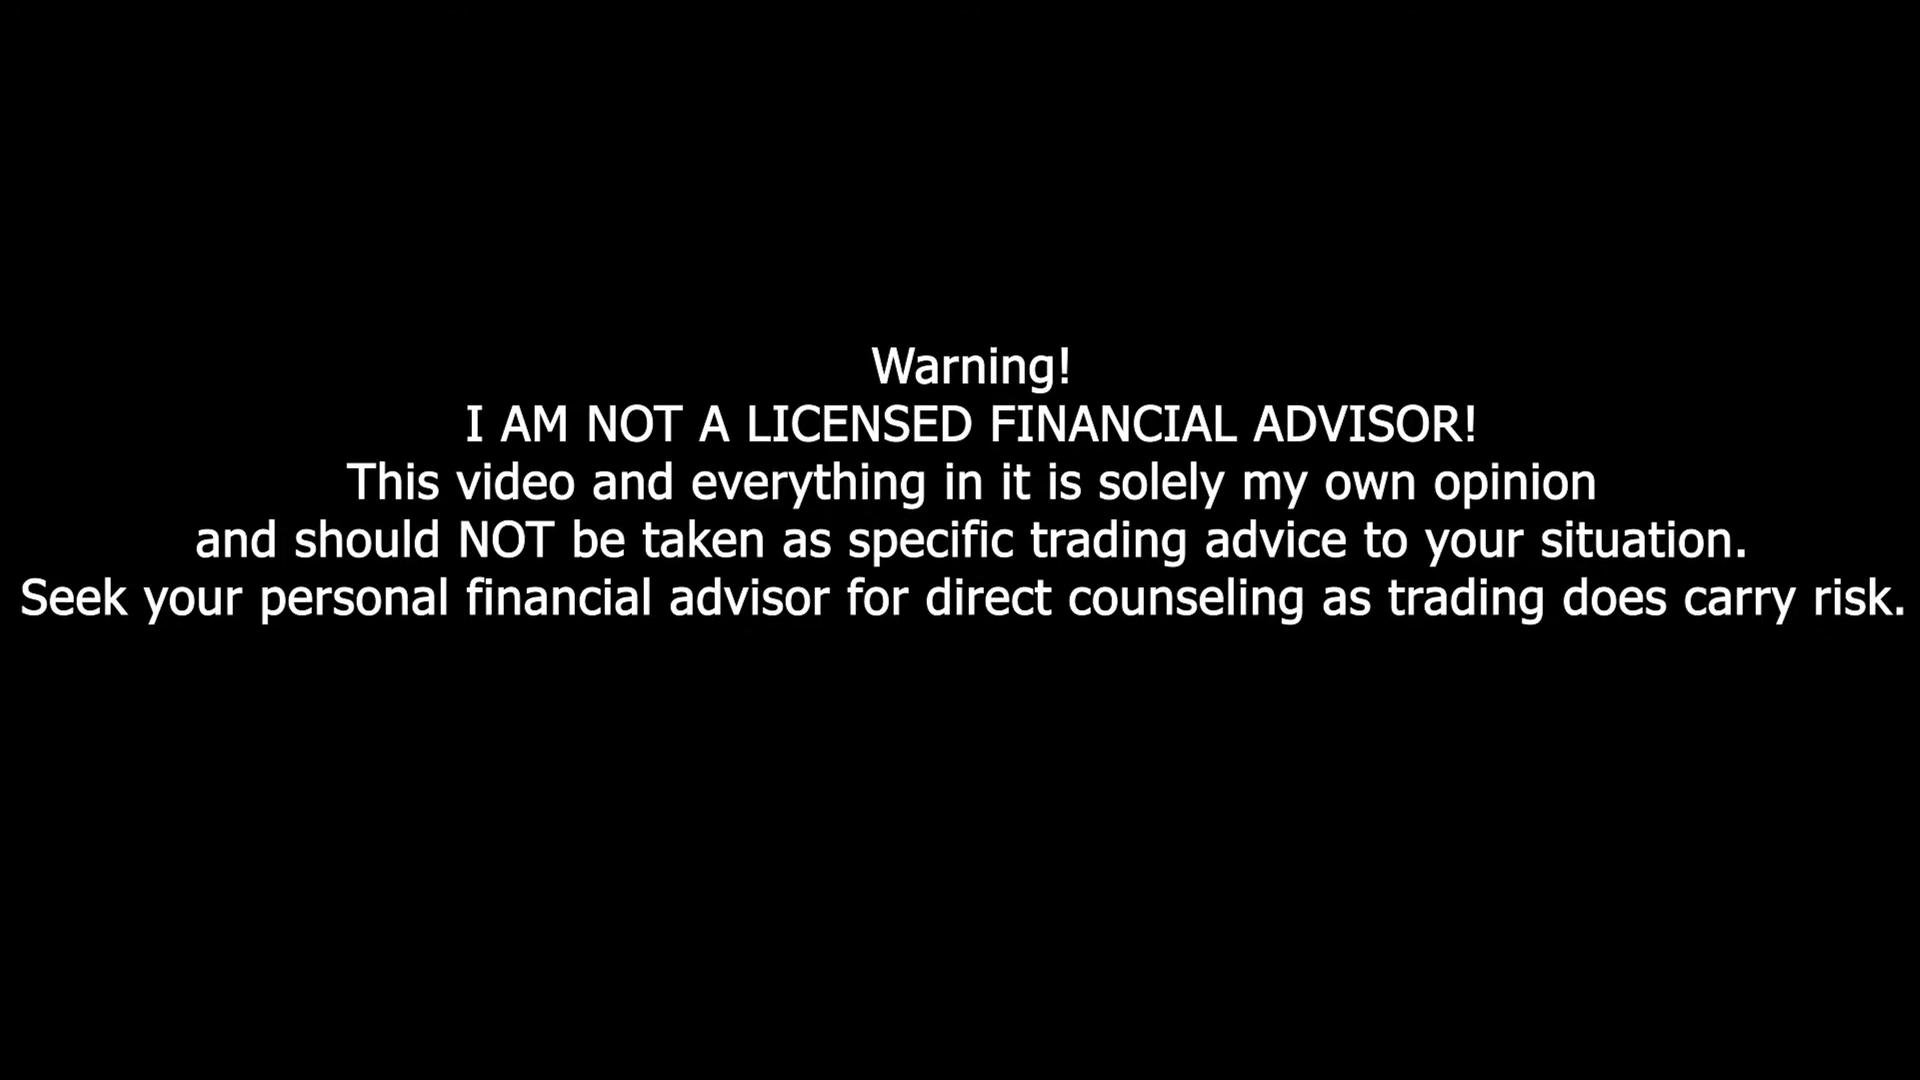 Warning!
I AM NOT A LICENSED FINANCIAL ADVISOR!
This video and everything in it is solely my own opinion
and should NOT be taken as specific trading advice to your situation.
Seek your personal financial advisor for direct counseling as trading does carry risk.